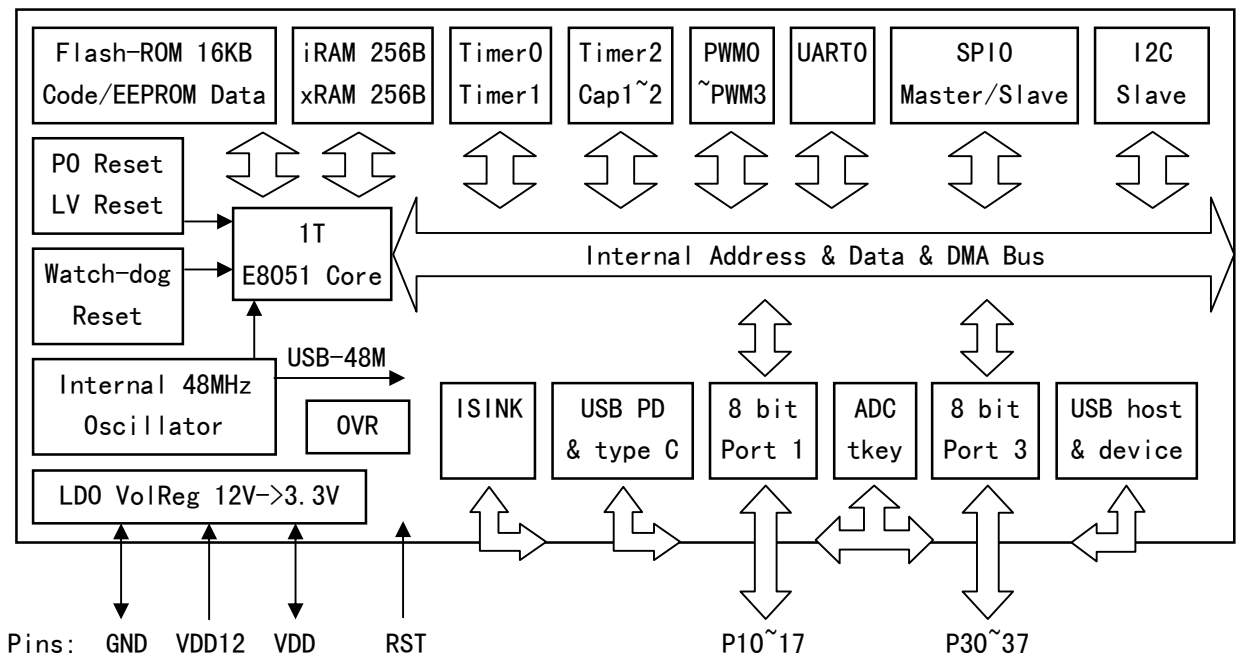 Flash-ROM 16KB
Code/EEPROM Data
iRAM 256B
xRAM 256B
Timer0
Timer1
Timer2
Cap1~2
PWM0
~PWM3
UART0
SPI0
Master/Slave
I2C
Slave
PO Reset
LV Reset
1T
E8051 Core
Internal Address & Data & DMA Bus
Watch-dog
Reset
USB-48M
Internal 48MHz
Oscillator
OVR
ISINK
USB PD
& type C
8 bit
Port 1
ADC
tkey
8 bit
Port 3
USB host
& device
LDO VolReg 12V->3.3V
Pins: GND VDD12 VDD RST P10~17 P30~37